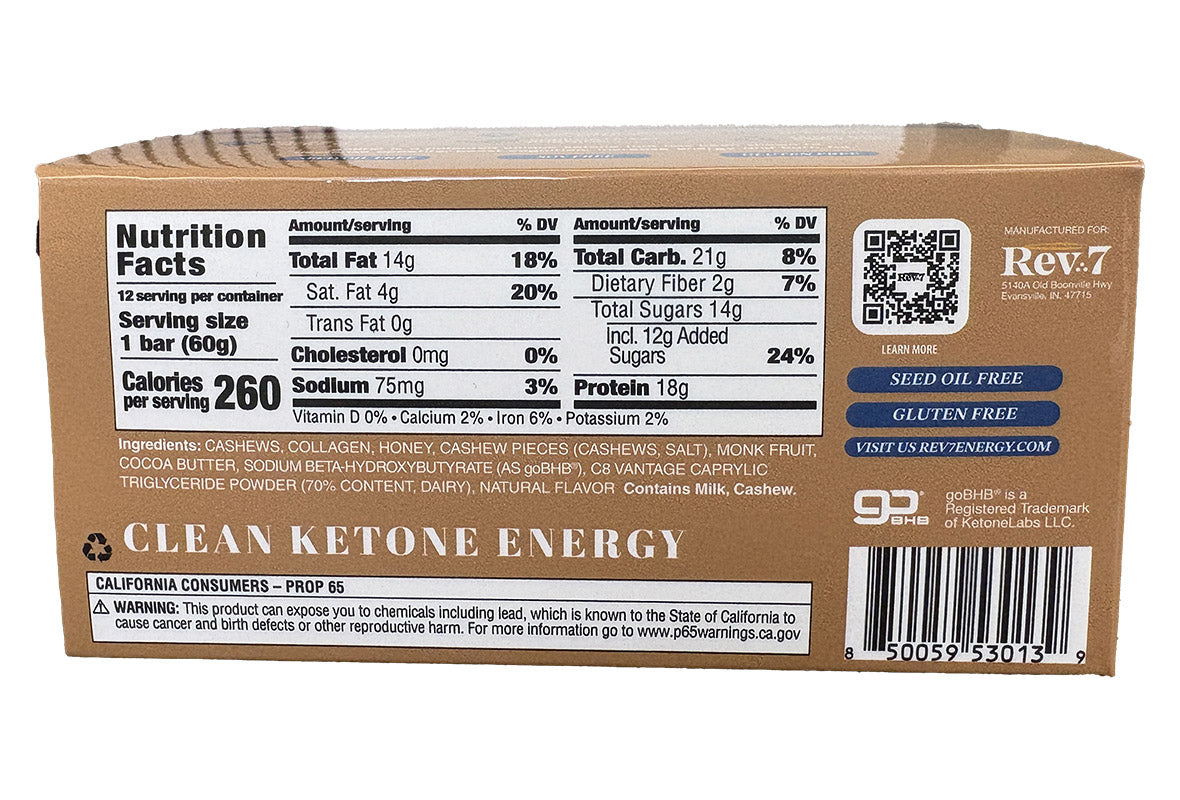 GLUTEN FREE
Nutrition
Facts
12 serving per container
Serving size
1 bar (60g)
Calories
per serving 260
Amount/serving % DV
Total Fat 14g 18%
Sat. Fat 4g 20%
Trans Fat 0g
Cholesterol 0mg 0%
Sodium 75mg 3%
Amount/serving % DV
Total Carb. 21g 8%
Dietary Fiber 2g 7%
Total Sugars 14g
Incl. 12g Added
Sugars 24%
Protein 18g
Vitamin D 0% • Calcium 2% • Iron 6% • Potassium 2%
Ingredients: CASHEWS, COLLAGEN, HONEY, CASHEW PIECES (CASHEWS, SALT), MONK FRUIT,
COCOA BUTTER, SODIUM BETA-HYDROXYBUTYRATE (AS goBHB®), C8 VANTAGE CAPRYLIC
TRIGLYCERIDE POWDER (70% CONTENT, DAIRY), NATURAL FLAVOR Contains Milk, Cashew.
CLEAN KETONE ENERGY
CALIFORNIA CONSUMERS – PROP 65
WARNING: This product can expose you to chemicals including lead, which is known to the State of California to
cause cancer and birth defects or other reproductive harm. For more information go to www.p65warnings.ca.gov
Rev.7
LEARN MORE
MANUFACTURED FOR:
Rev.7
5140A Old Boonville Hwy
Evansville, IN. 47715
SEED OIL FREE
GLUTEN FREE
VISIT US REV7ENERGY.COM
go BHB®
goBHB® is a
Registered Trademark
of KetoneLabs LLC.
8 50059 53013 9